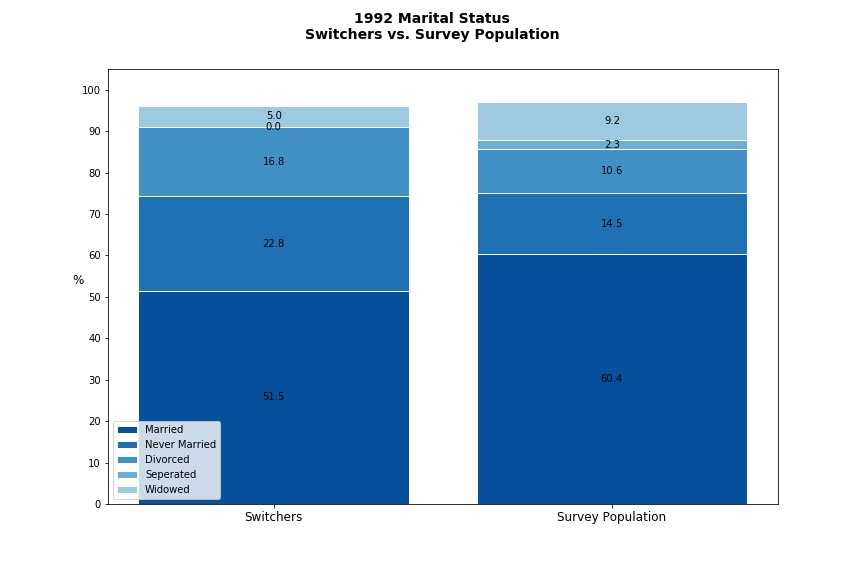 1992 Marital Status
Switchers vs. Survey Population
100
90
80
70
60
50
40
30
20
10
0
%
5.0
0.0
16.8
22.8
51.5
9.2
2.3
10.6
14.5
60.4
Married
Never Married
Divorced
Seperated
Widowed
Switchers
Survey Population